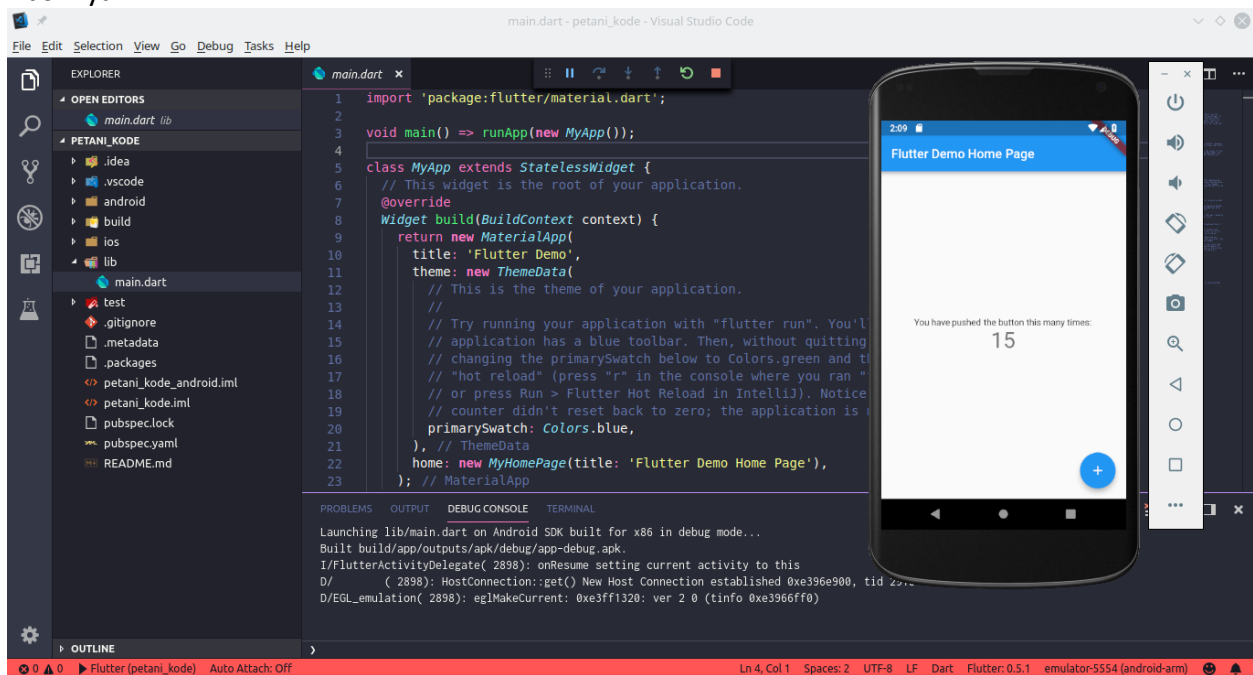 main.dart - petani_kode - Visual Studio Code
File Edit Selection View Go Debug Tasks Help
EXPLORER
OPEN EDITORS
main.dart lib
PETANI_KODE
.idea
.vscode
android
build
ios
lib
main.dart
test
.gitignore
.metadata
.packages
petani_kode_android.iml
petani_kode.iml
pubspec.lock
pubspec.yaml
README.md
OUTLINE
main.dart
1 import 'package:flutter/material.dart';
2
3 void main() => runApp(new MyApp());
4
5 class MyApp extends StatelessWidget {
6 // This widget is the root of your application.
7 @override
8 Widget build(BuildContext context) {
9 return new MaterialApp(
10 title: 'Flutter Demo',
11 theme: new ThemeData(
12 // This is the theme of your application.
13 //
14 // Try running your application with "flutter run". You'l
15 // application has a blue toolbar. Then, without quitting
16 // changing the primarySwatch below to Colors.green and t
17 // "hot reload" (press "r" in the console where you ran "
18 // or press Run > Flutter Hot Reload in IntelliJ). Notice
19 // counter didn't reset back to zero; the application is
20 primarySwatch: Colors.blue,
21 ), // ThemeData
22 home: new MyHomePage(title: 'Flutter Demo Home Page'),
23 ); // MaterialApp
PROBLEMS OUTPUT DEBUG CONSOLE TERMINAL
Launching lib/main.dart on Android SDK built for x86 in debug mode...
Built build/app/outputs/apk/debug/app-debug.apk.
I/FlutterActivityDelegate( 2898): onResume setting current activity to this
D/ ( 2898): HostConnection::get() New Host Connection established 0xe396e900, tid
D/EGL_emulation( 2898): eglMakeCurrent: 0xe3ff1320: ver 2 0 (tinfo 0xe3966ff0)
2:09
DEBUG
Flutter Demo Home Page
You have pushed the button this many times:
15
0 0 Flutter (petani_kode) Auto Attach: Off Ln 4, Col 1 Spaces: 2 UTF-8 LF Dart Flutter: 0.5.1 emulator-5554 (android-arm)